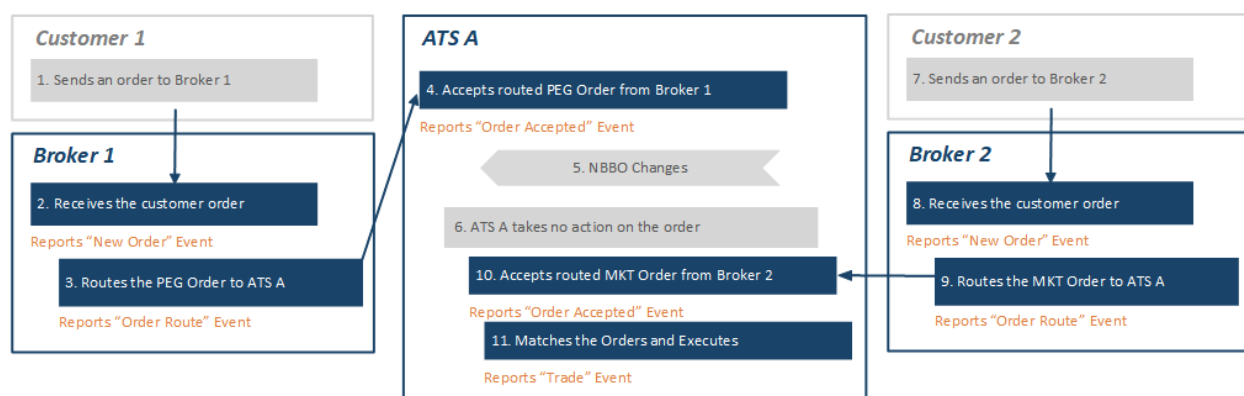 Customer 1
1. Sends an order to Broker 1
Broker 1
2. Receives the customer order
Reports “New Order” Event
3. Routes the PEG Order to ATS A
Reports “Order Route” Event
ATS A
4. Accepts routed PEG Order from Broker 1
Reports “Order Accepted” Event
5. NBBO Changes
6. ATS A takes no action on the order
10. Accepts routed MKT Order from Broker 2
Reports “Order Accepted” Event
11. Matches the Orders and Executes
Reports “Trade” Event
Customer 2
7. Sends an order to Broker 2
Broker 2
8. Receives the customer order
Reports “New Order” Event
9. Routes the MKT Order to ATS A
Reports “Order Route” Event